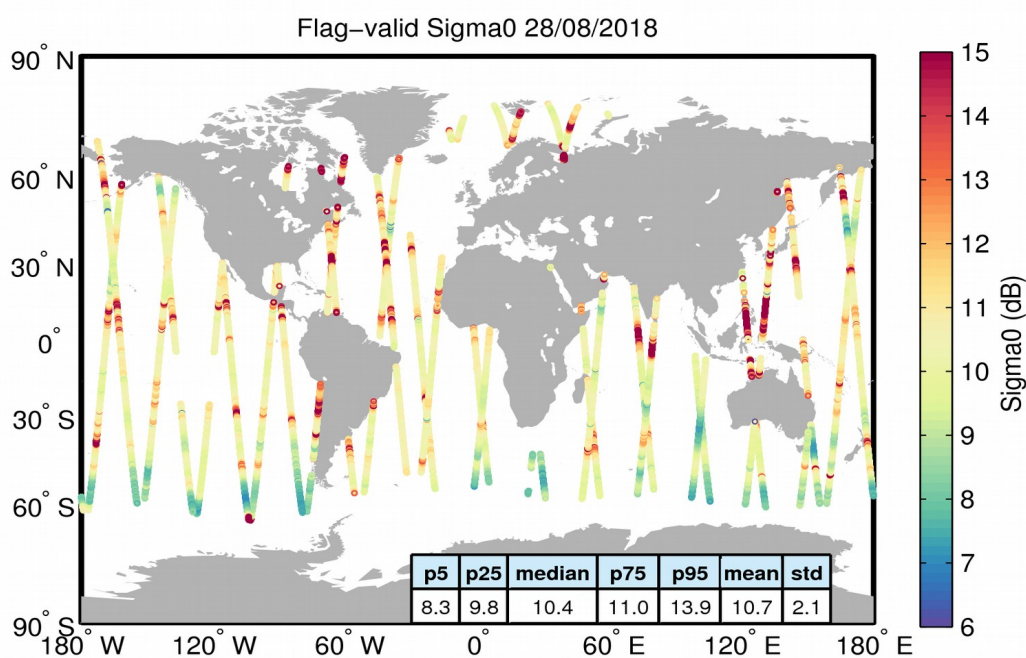 Flag−valid Sigma0 28/08/2018
90° N
60° N
30° N
0°
30° S
60° S
90° S
180° W
120° W
60° W
0°
60° E
120° E
180° E
p5 p25 median p75 p95 mean std
8.3 9.8 10.4 11.0 13.9 10.7 2.1
15
14
13
12
11
10
9
8
7
6
Sigma0 (dB)